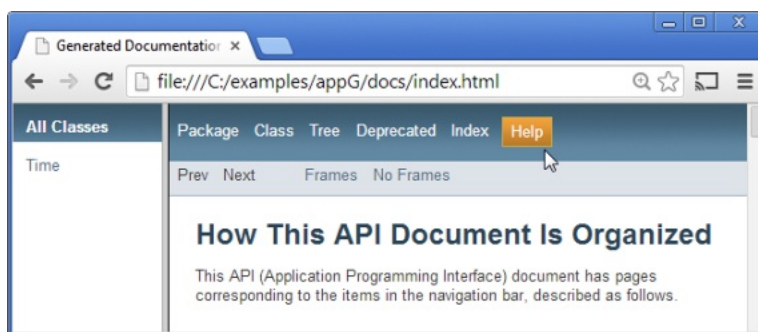 Generated Documentation
file:///C:/examples/appG/docs/index.html
All Classes
Time
Package Class Tree Deprecated Index Help
Prev Next Frames No Frames
How This API Document Is Organized
This API (Application Programming Interface) document has pages
corresponding to the items in the navigation bar, described as follows.